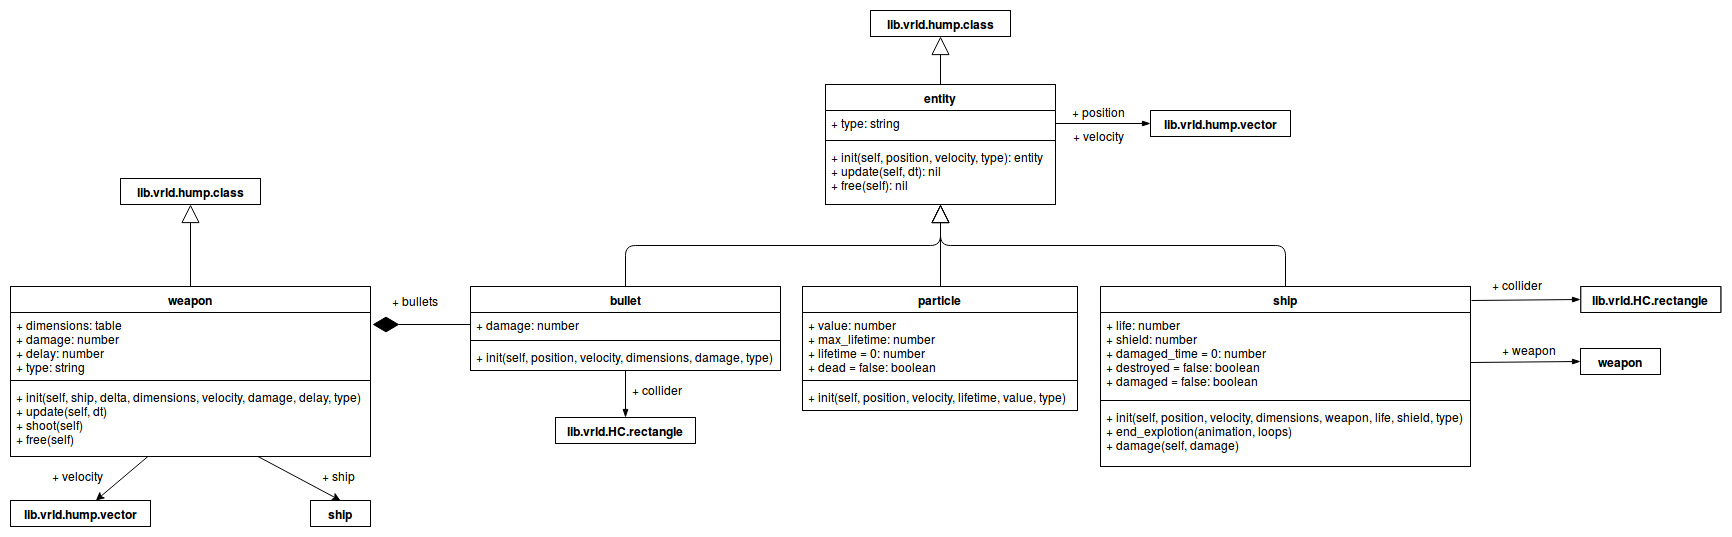 lib.vrld.hump.class
entity
+ type: string
+ init(self, position, velocity, type): entity
+ update(self, dt): nil
+ free(self): nil
+ position
+ velocity
lib.vrld.hump.vector
lib.vrld.hump.class
weapon
+ dimensions: table
+ damage: number
+ delay: number
+ type: string
+ init(self, ship, delta, dimensions, velocity, damage, delay, type)
+ update(self, dt)
+ shoot(self)
+ free(self)
+ velocity
lib.vrld.hump.vector
+ ship
ship
+ bullets
bullet
+ damage: number
+ init(self, position, velocity, dimensions, damage, type)
+ collider
lib.vrld.HC.rectangle
particle
+ value: number
+ max_lifetime: number
+ lifetime = 0: number
+ dead = false: boolean
+ init(self, position, velocity, lifetime, value, type)
ship
+ life: number
+ shield: number
+ damaged_time = 0: number
+ destroyed = false: boolean
+ damaged = false: boolean
+ init(self, position, velocity, dimensions, weapon, life, shield, type)
+ end_explotion(animation, loops)
+ damage(self, damage)
+ collider
lib.vrld.HC.rectangle
+ weapon
weapon